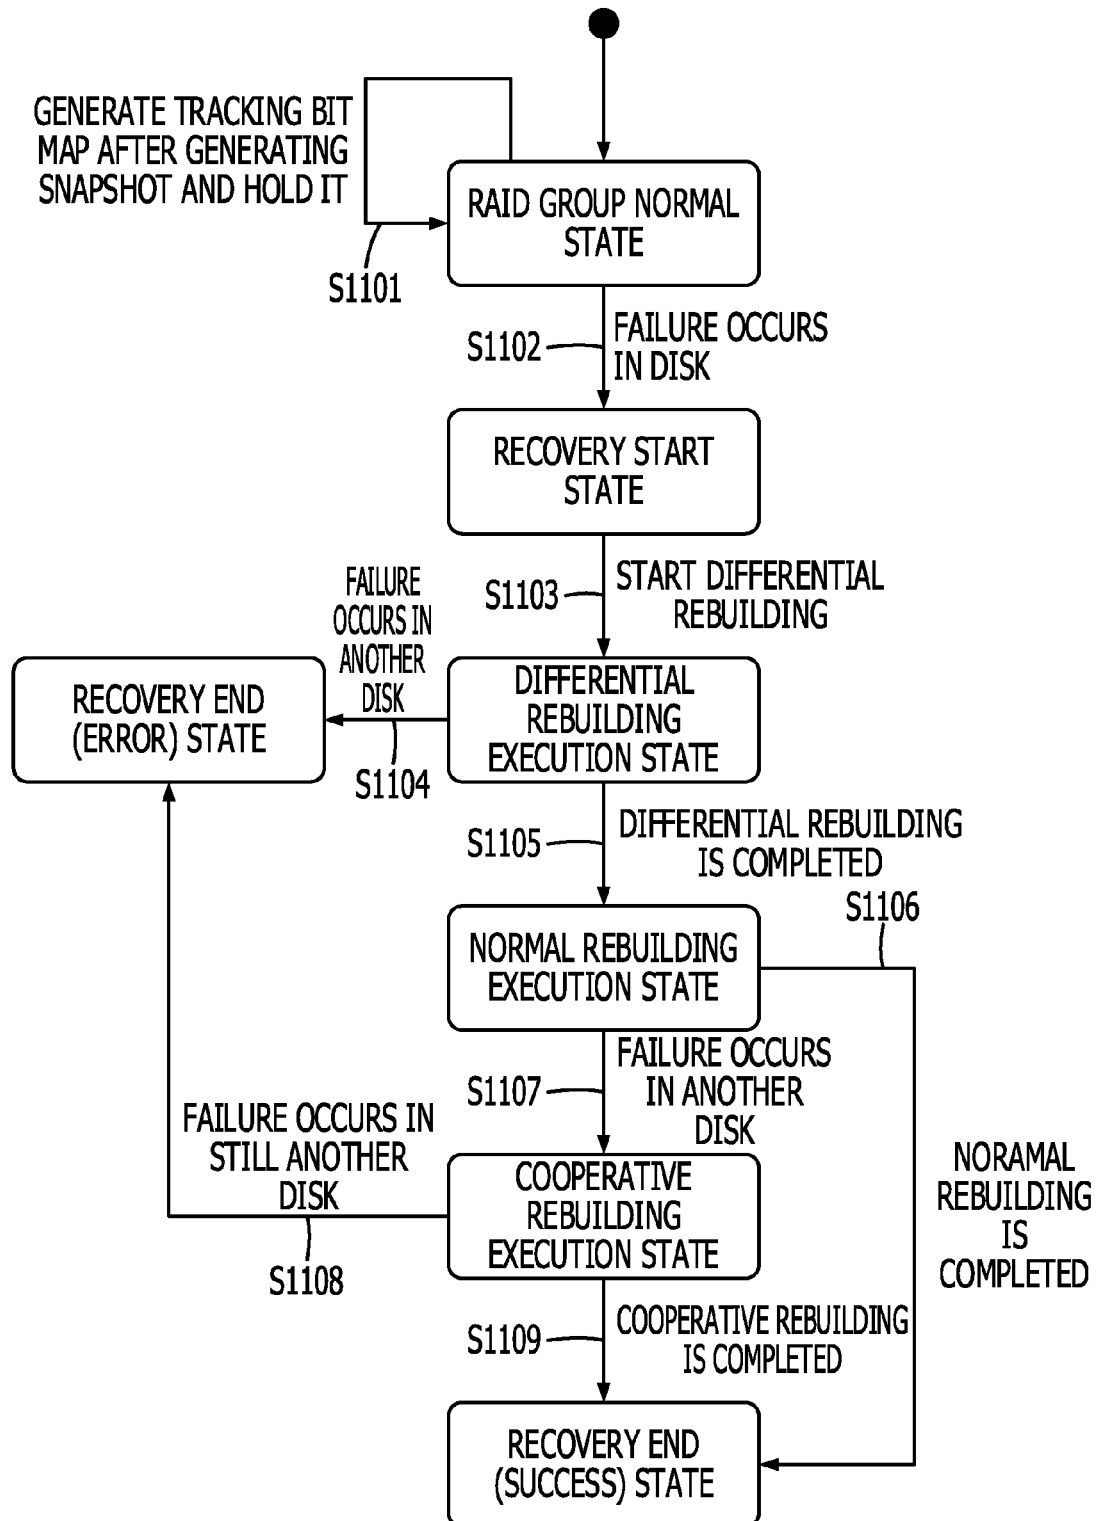 GENERATE TRACKING BIT
MAP AFTER GENERATING
SNAPSHOT AND HOLD IT
RAID GROUP NORMAL
STATE
S1101
S1102
FAILURE OCCURS
IN DISK
RECOVERY START
STATE
S1103
START DIFFERENTIAL
REBUILDING
FAILURE
OCCURS IN
ANOTHER
DISK
RECOVERY END
(ERROR) STATE
DIFFERENTIAL
REBUILDING
EXECUTION STATE
S1104
S1105
DIFFERENTIAL REBUILDING
IS COMPLETED
S1106
NORMAL REBUILDING
EXECUTION STATE
S1107
FAILURE OCCURS
IN ANOTHER
DISK
FAILURE OCCURS IN
STILL ANOTHER
DISK
COOPERATIVE
REBUILDING
EXECUTION STATE
NORAMAL
REBUILDING
IS
COMPLETED
S1108
S1109
COOPERATIVE REBUILDING
IS COMPLETED
RECOVERY END
(SUCCESS) STATE